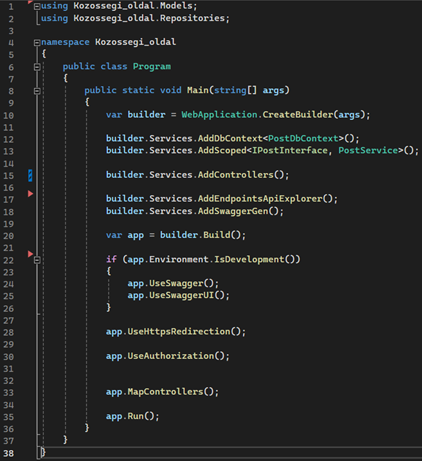 1 using Kozossegi_oldal.Models;
2 using Kozossegi_oldal.Repositories;
3
4 namespace Kozossegi_oldal
5 {
6 public class Program
7 {
8 public static void Main(string[] args)
9 {
10 var builder = WebApplication.CreateBuilder(args);
11
12 builder.Services.AddDbContext<PostDbContext>();
13 builder.Services.AddScoped<IPostInterface, PostService>();
14
15 builder.Services.AddControllers();
16
17 builder.Services.AddEndpointsApiExplorer();
18 builder.Services.AddSwaggerGen();
19
20 var app = builder.Build();
21
22 if (app.Environment.IsDevelopment())
23 {
24 app.UseSwagger();
25 app.UseSwaggerUI();
26 }
27
28 app.UseHttpsRedirection();
29
30 app.UseAuthorization();
31
32
33 app.MapControllers();
34
35 app.Run();
36 }
37 }
38 }